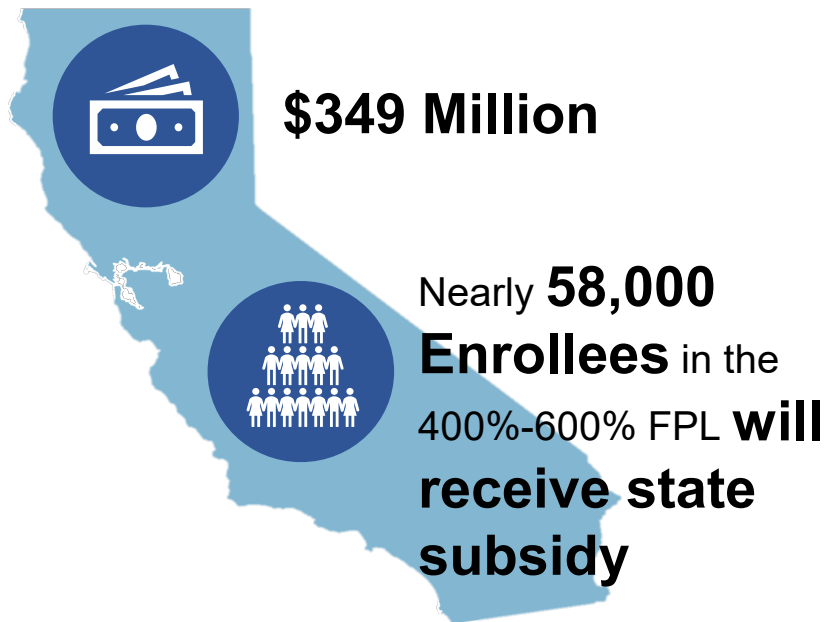 $349 Million
Nearly 58,000
Enrollees in the
400%-600% FPL will
receive state
subsidy